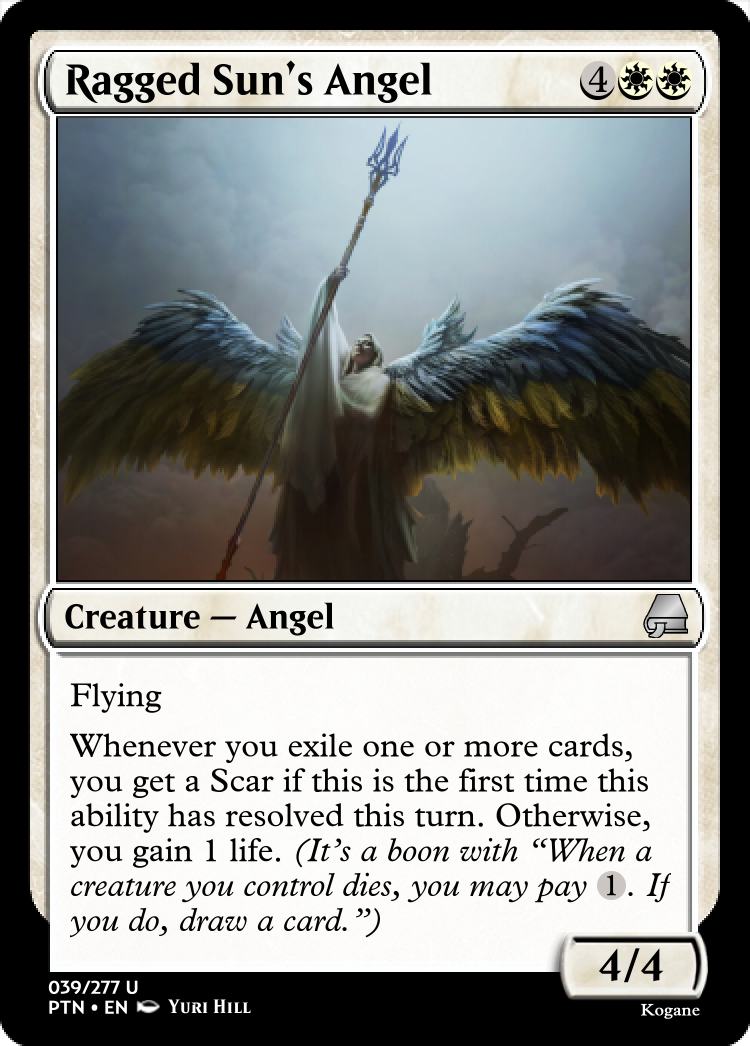 Ragged Sun's Angel 4
Creature — Angel
Flying
Whenever you exile one or more cards,
you get a Scar if this is the first time this
ability has resolved this turn. Otherwise,
you gain 1 life. (It's a boon with “When a
creature you control dies, you may pay 1. If
you do, draw a card.”)
4/4
039/277 U
PTN • EN Yuri Hill
Kogane